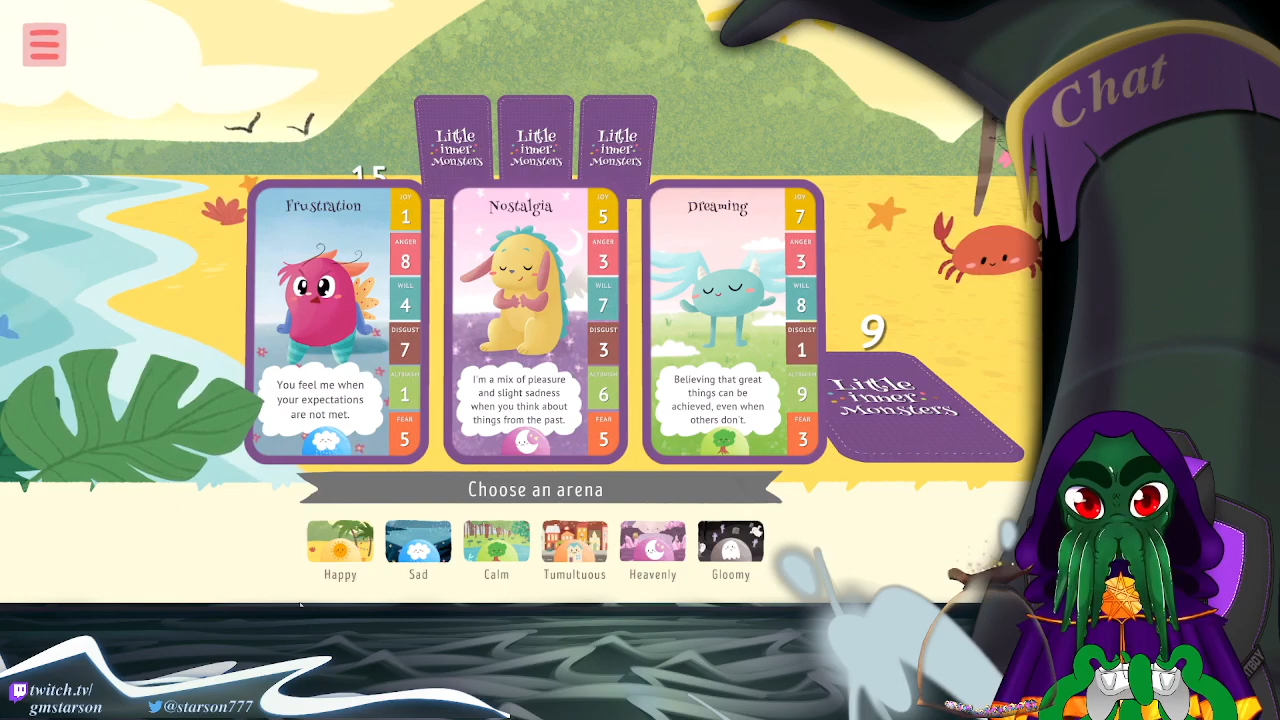 Chat
Little
inner
Monsters
Little
inner
Monsters
Little
inner
Monsters
15
Frustration
JOY
1
ANGER
8
WILL
4
DISGUST
7
ALTRUISM
1
FEAR
5
You feel me when
your expectations
are not met.
Nostalgia
JOY
5
ANGER
3
WILL
7
DISGUST
3
ALTRUISM
6
FEAR
5
I'm a mix of pleasure
and slight sadness
when you think about
things from the past.
Dreaming
JOY
7
ANGER
3
WILL
8
DISGUST
1
ALTRUISM
9
FEAR
3
Believing that great
things can be
achieved, even when
others don't.
9
Little
inner
Monsters
Choose an arena
Happy
Sad
Calm
Tumultuous
Heavenly
Gloomy
twitch.tv/
gmstarson
@starson777